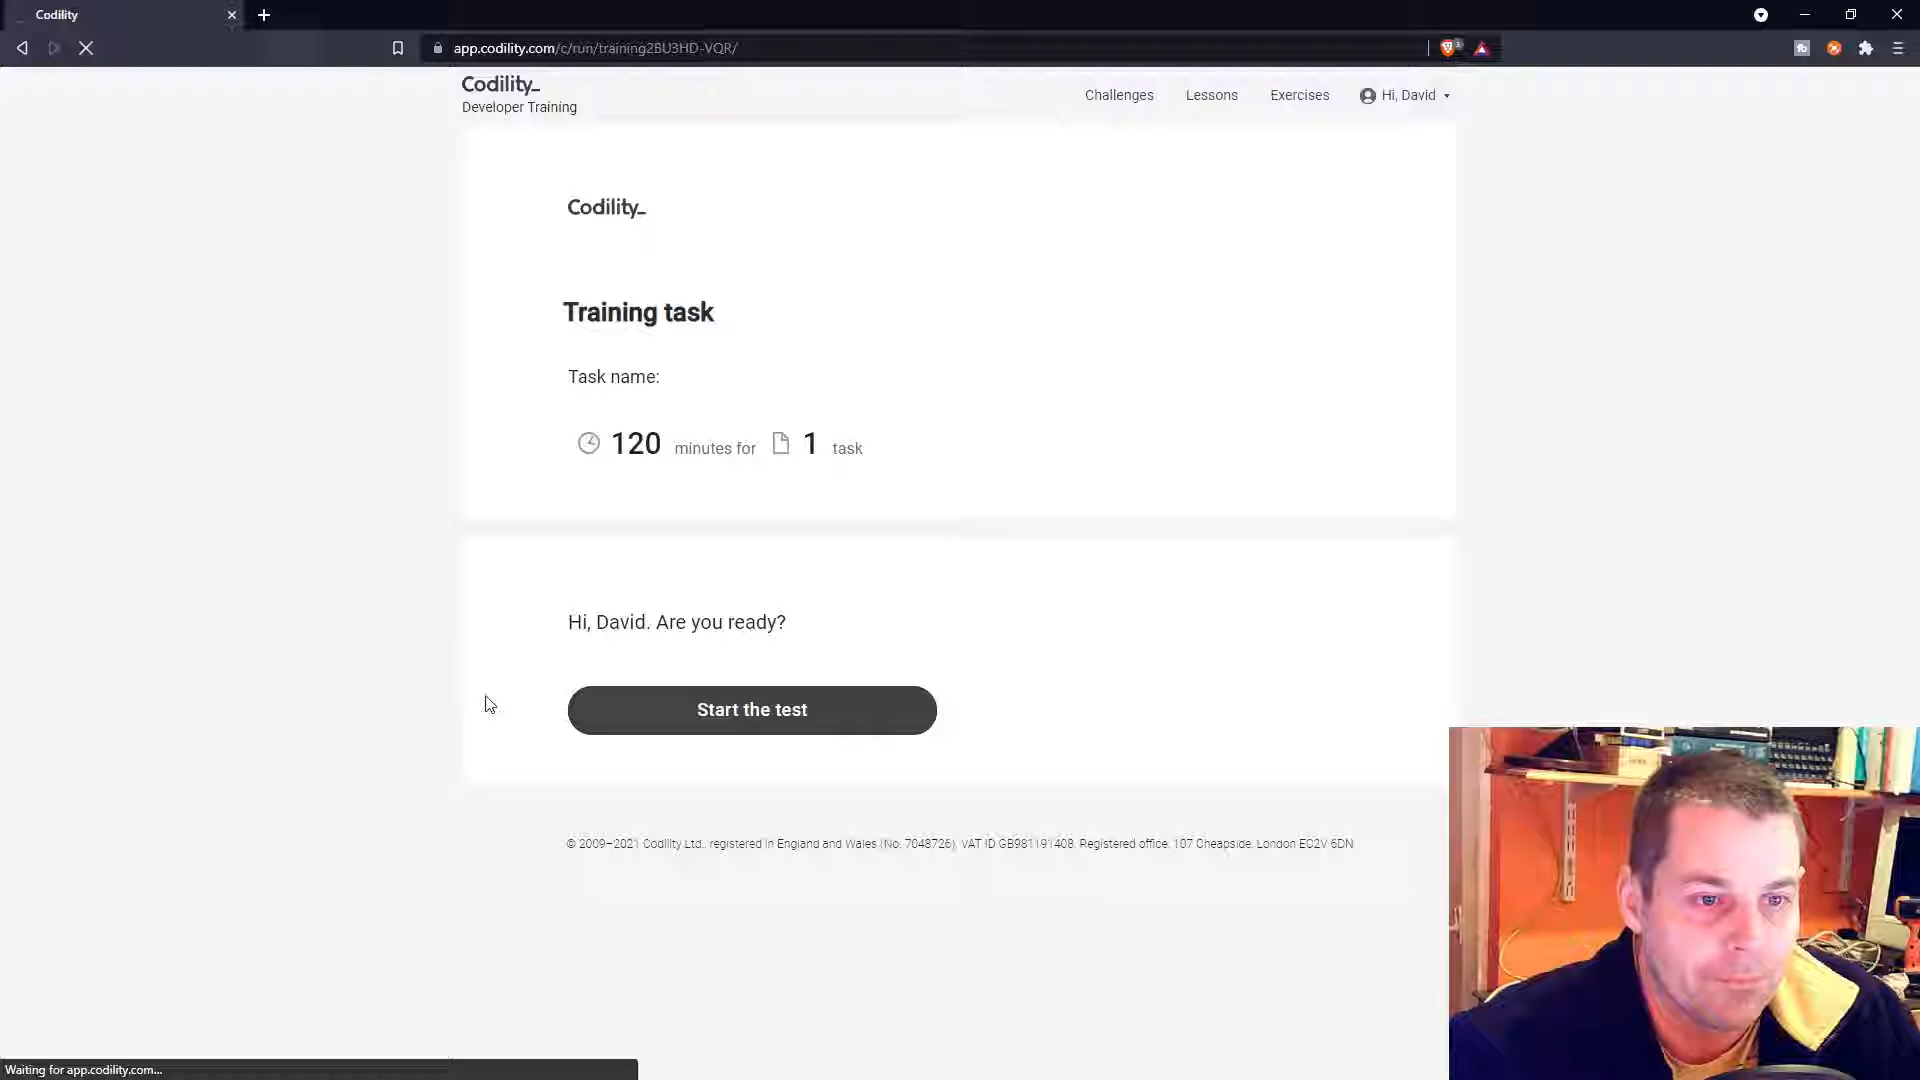 Codility
app.codility.com/c/run/training2BU3HD-VQR/
3
Codility_
Developer Training
Challenges
Lessons
Exercises
Hi, David
Codility_
Training task
Task name:
120 minutes for 1 task
Hi, David. Are you ready?
Start the test
© 2009–2021 Codility Ltd., registered in England and Wales (No. 7048726). VAT ID GB981191408. Registered office: 107 Cheapside, London EC2V 6DN
Waiting for app.codility.com...